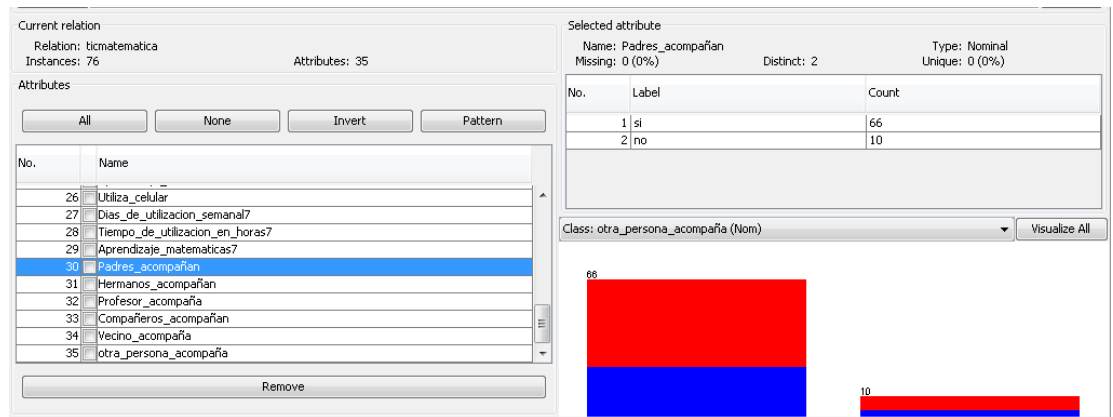 Current relation
Relation: ticmatematica
Instances: 76 Attributes: 35
Attributes
All None Invert Pattern
No. Name
26 Utiliza_celular
27 Dias_de_utilizacion_semanal7
28 Tiempo_de_utilizacion_en_horas7
29 Aprendizaje_matematicas7
30 Padres_acompañan
31 Hermanos_acompañan
32 Profesor_acompaña
33 Compañeros_acompañan
34 Vecino_acompaña
35 otra_persona_acompaña
Remove
Selected attribute
Name: Padres_acompañan Type: Nominal
Missing: 0 (0%) Distinct: 2 Unique: 0 (0%)
No. Label Count
1 si 66
2 no 10
Class: otra_persona_acompaña (Nom) Visualize All
66
10